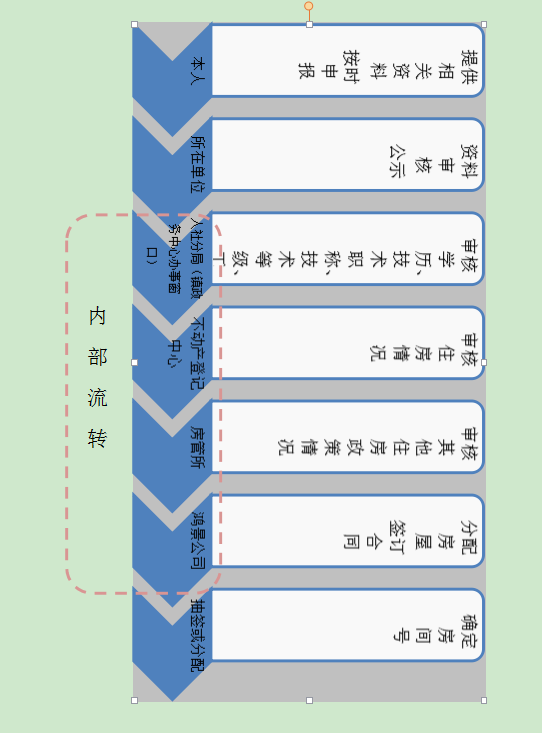 本人
提供相关资料
按时申报
所在单位
资料审核
公示
人社分局（镇政
务中心办事窗
口）
审核学历、技术职称、技术等级、
不动产登记
中心
审核住房情况
房管所
审核其他住房政策情况
鸿景公司
分配房屋
签订合同
抽签或分配
确定房间号
内部流转